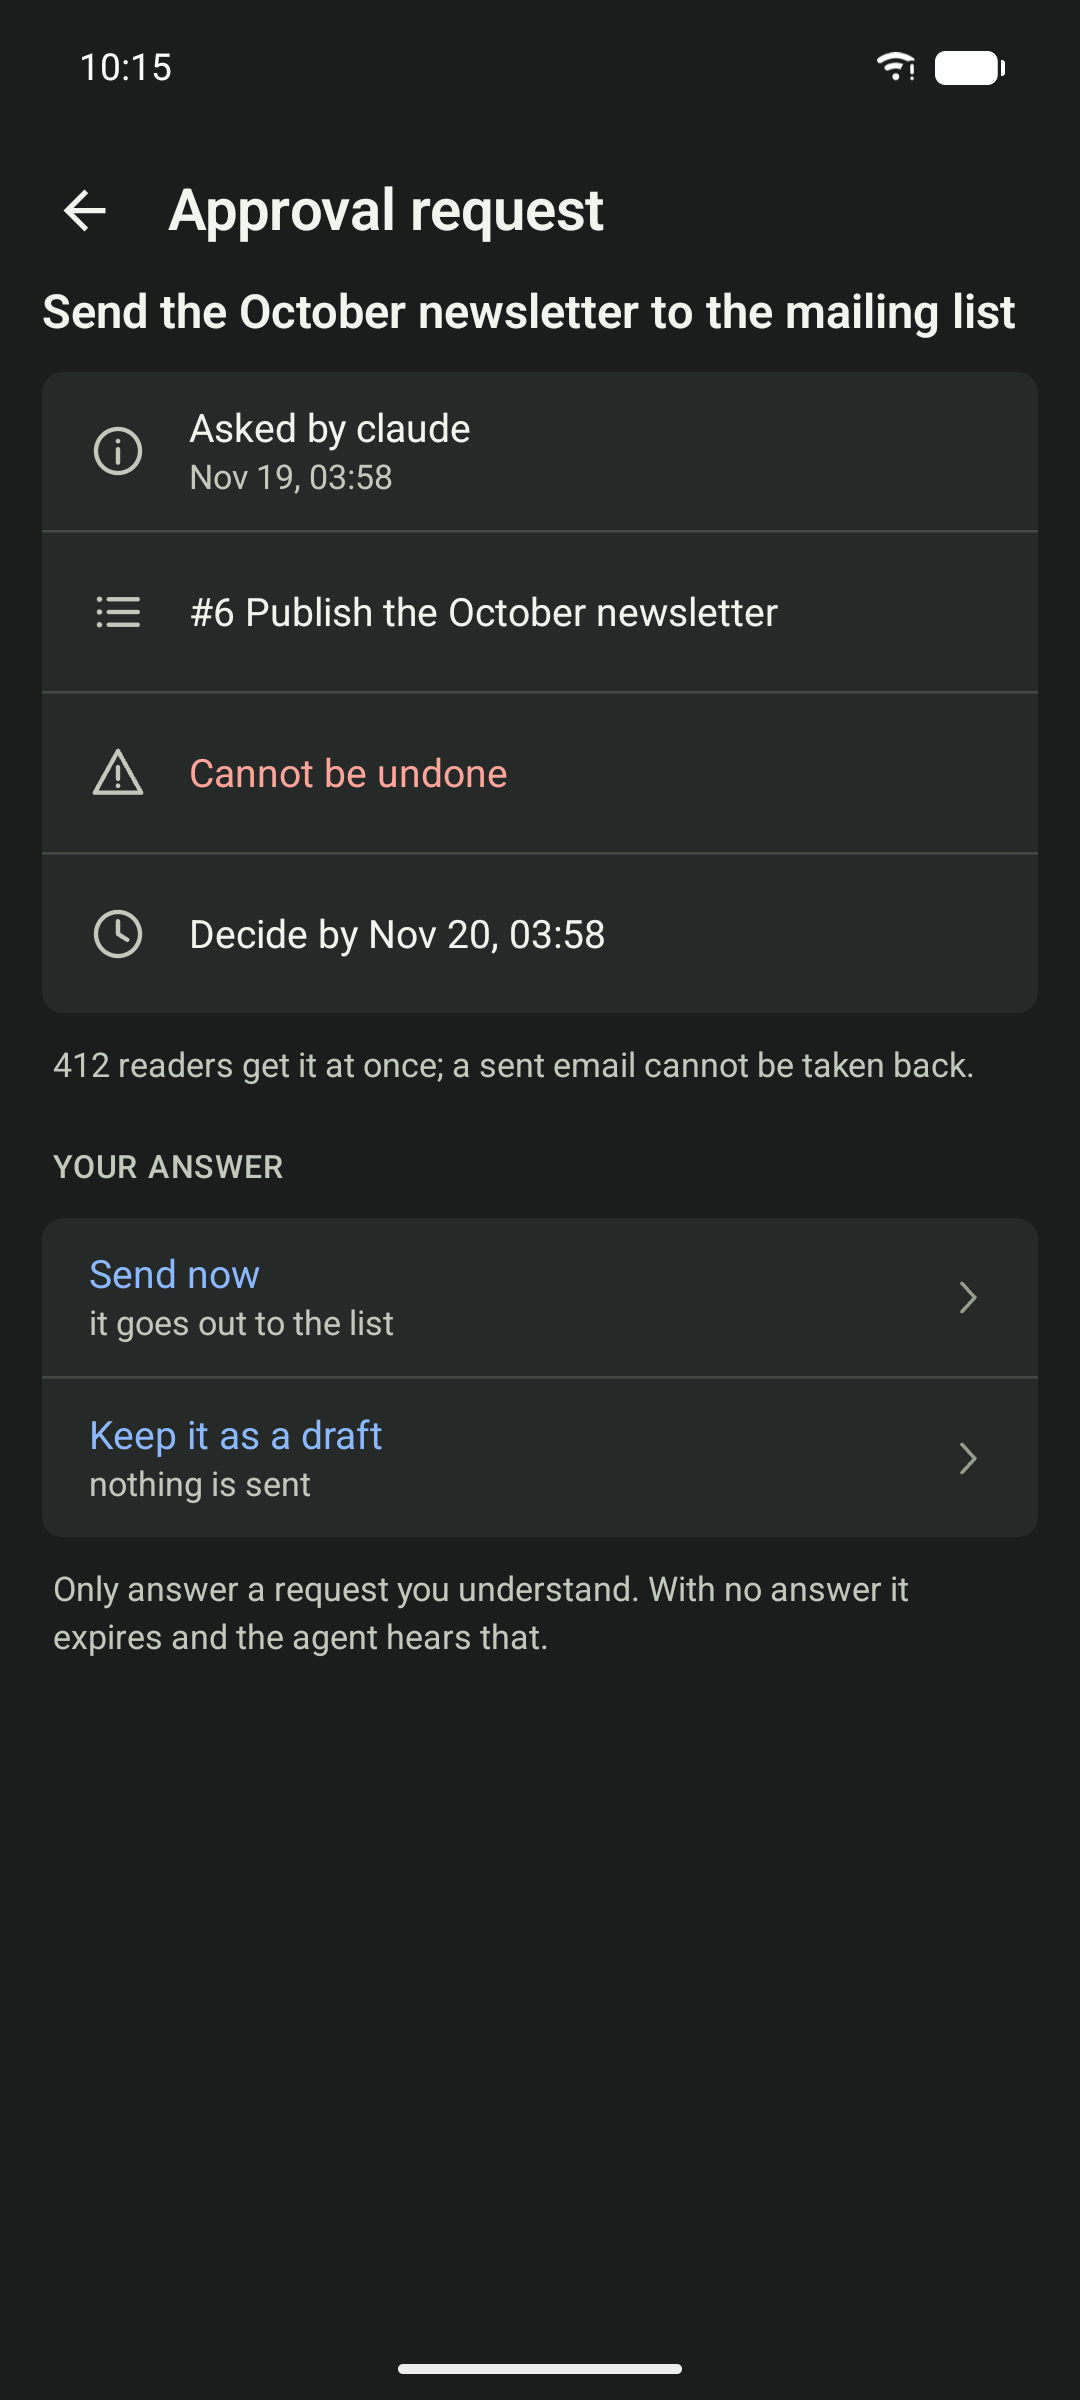 10:15
Approval request
Send the October newsletter to the mailing list
Asked by claude
Nov 19, 03:58
#6 Publish the October newsletter
Cannot be undone
Decide by Nov 20, 03:58
412 readers get it at once; a sent email cannot be taken back.
YOUR ANSWER
Send now
it goes out to the list
Keep it as a draft
nothing is sent
Only answer a request you understand. With no answer it
expires and the agent hears that.